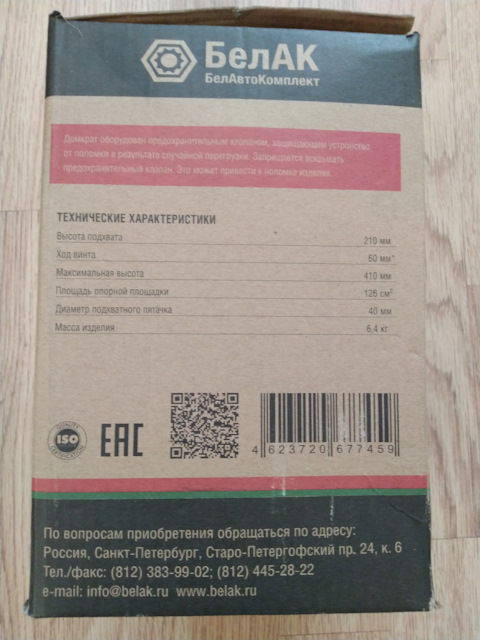 БелАК
БелАвтоКомплект
Домкрат оборудован предохранительным клапаном, защищающим устройство
от поломки в результате случайной перегрузки. Запрещается вскрывать
предохранительный клапан. Это может привести к поломке изделия.
ТЕХНИЧЕСКИЕ ХАРАКТЕРИСТИКИ
Высота подхвата 210 мм
Ход винта 60 мм*
Максимальная высота 410 мм
Площадь опорной площадки 126 см²
Диаметр подхватного пятачка 40 мм
Масса изделия 6,4 кг
ISO
EAC
4 623720 677459
По вопросам приобретения обращаться по адресу:
Россия, Санкт-Петербург, Старо-Петергофский пр. 24, к. 6
Тел./факс: (812) 383-99-02; (812) 445-28-22
e-mail: info@belak.ru www.belak.ru